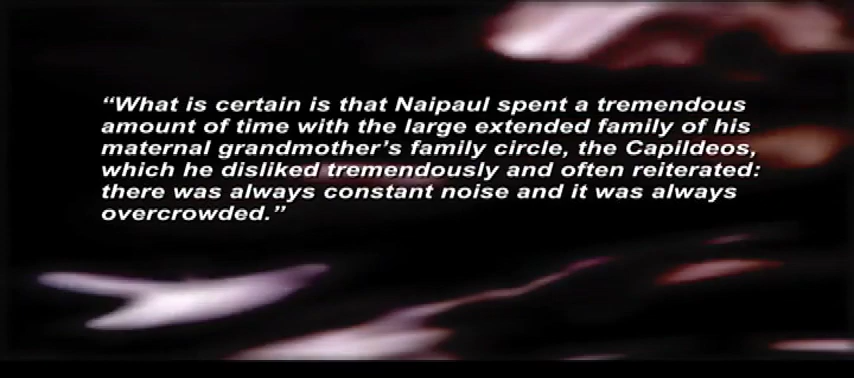 “What is certain is that Naipaul spent a tremendous
amount of time with the large extended family of his
maternal grandmother’s family circle, the Capildeos,
which he disliked tremendously and often reiterated:
there was always constant noise and it was always
overcrowded.”